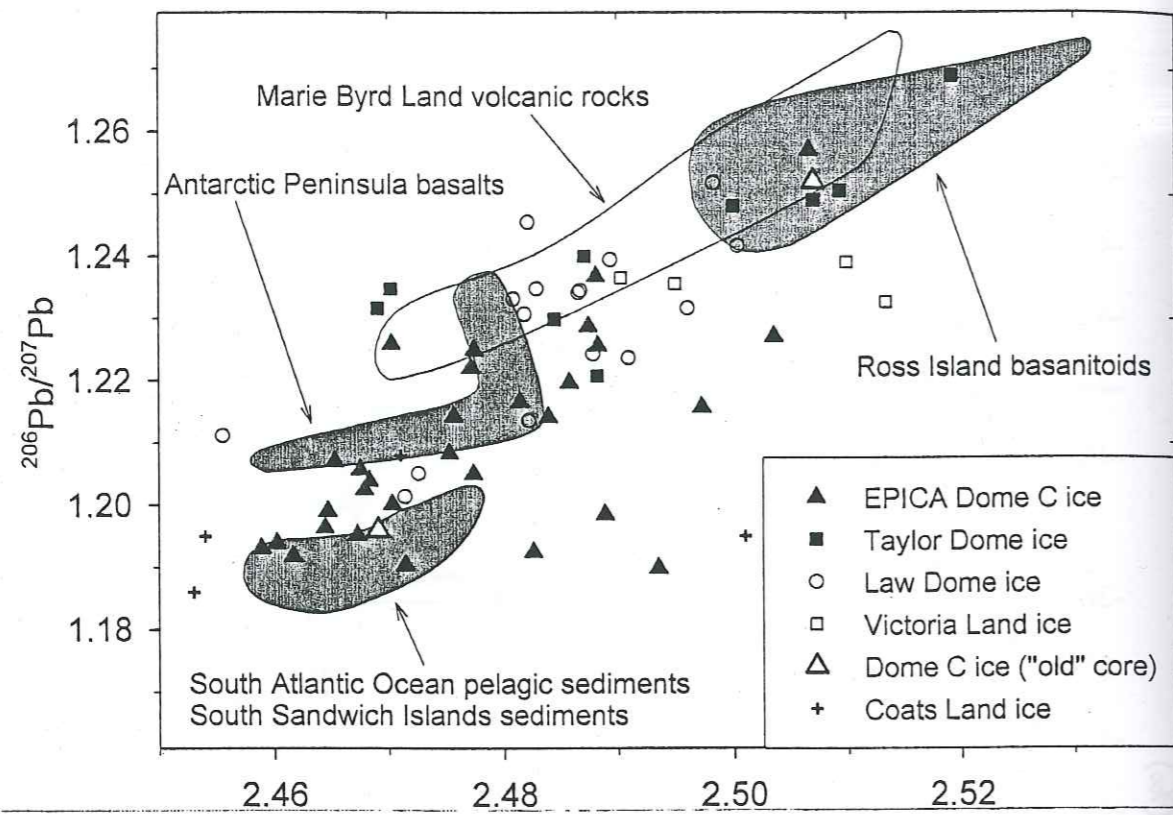 Marie Byrd Land volcanic rocks
Antarctic Peninsula basalts
Ross Island basanitoids
South Atlantic Ocean pelagic sediments
South Sandwich Islands sediments
²⁰⁶Pb/²⁰⁷Pb
1.26
1.24
1.22
1.20
1.18
EPICA Dome C ice
Taylor Dome ice
Law Dome ice
Victoria Land ice
Dome C ice ("old" core)
Coats Land ice
2.46
2.48
2.50
2.52